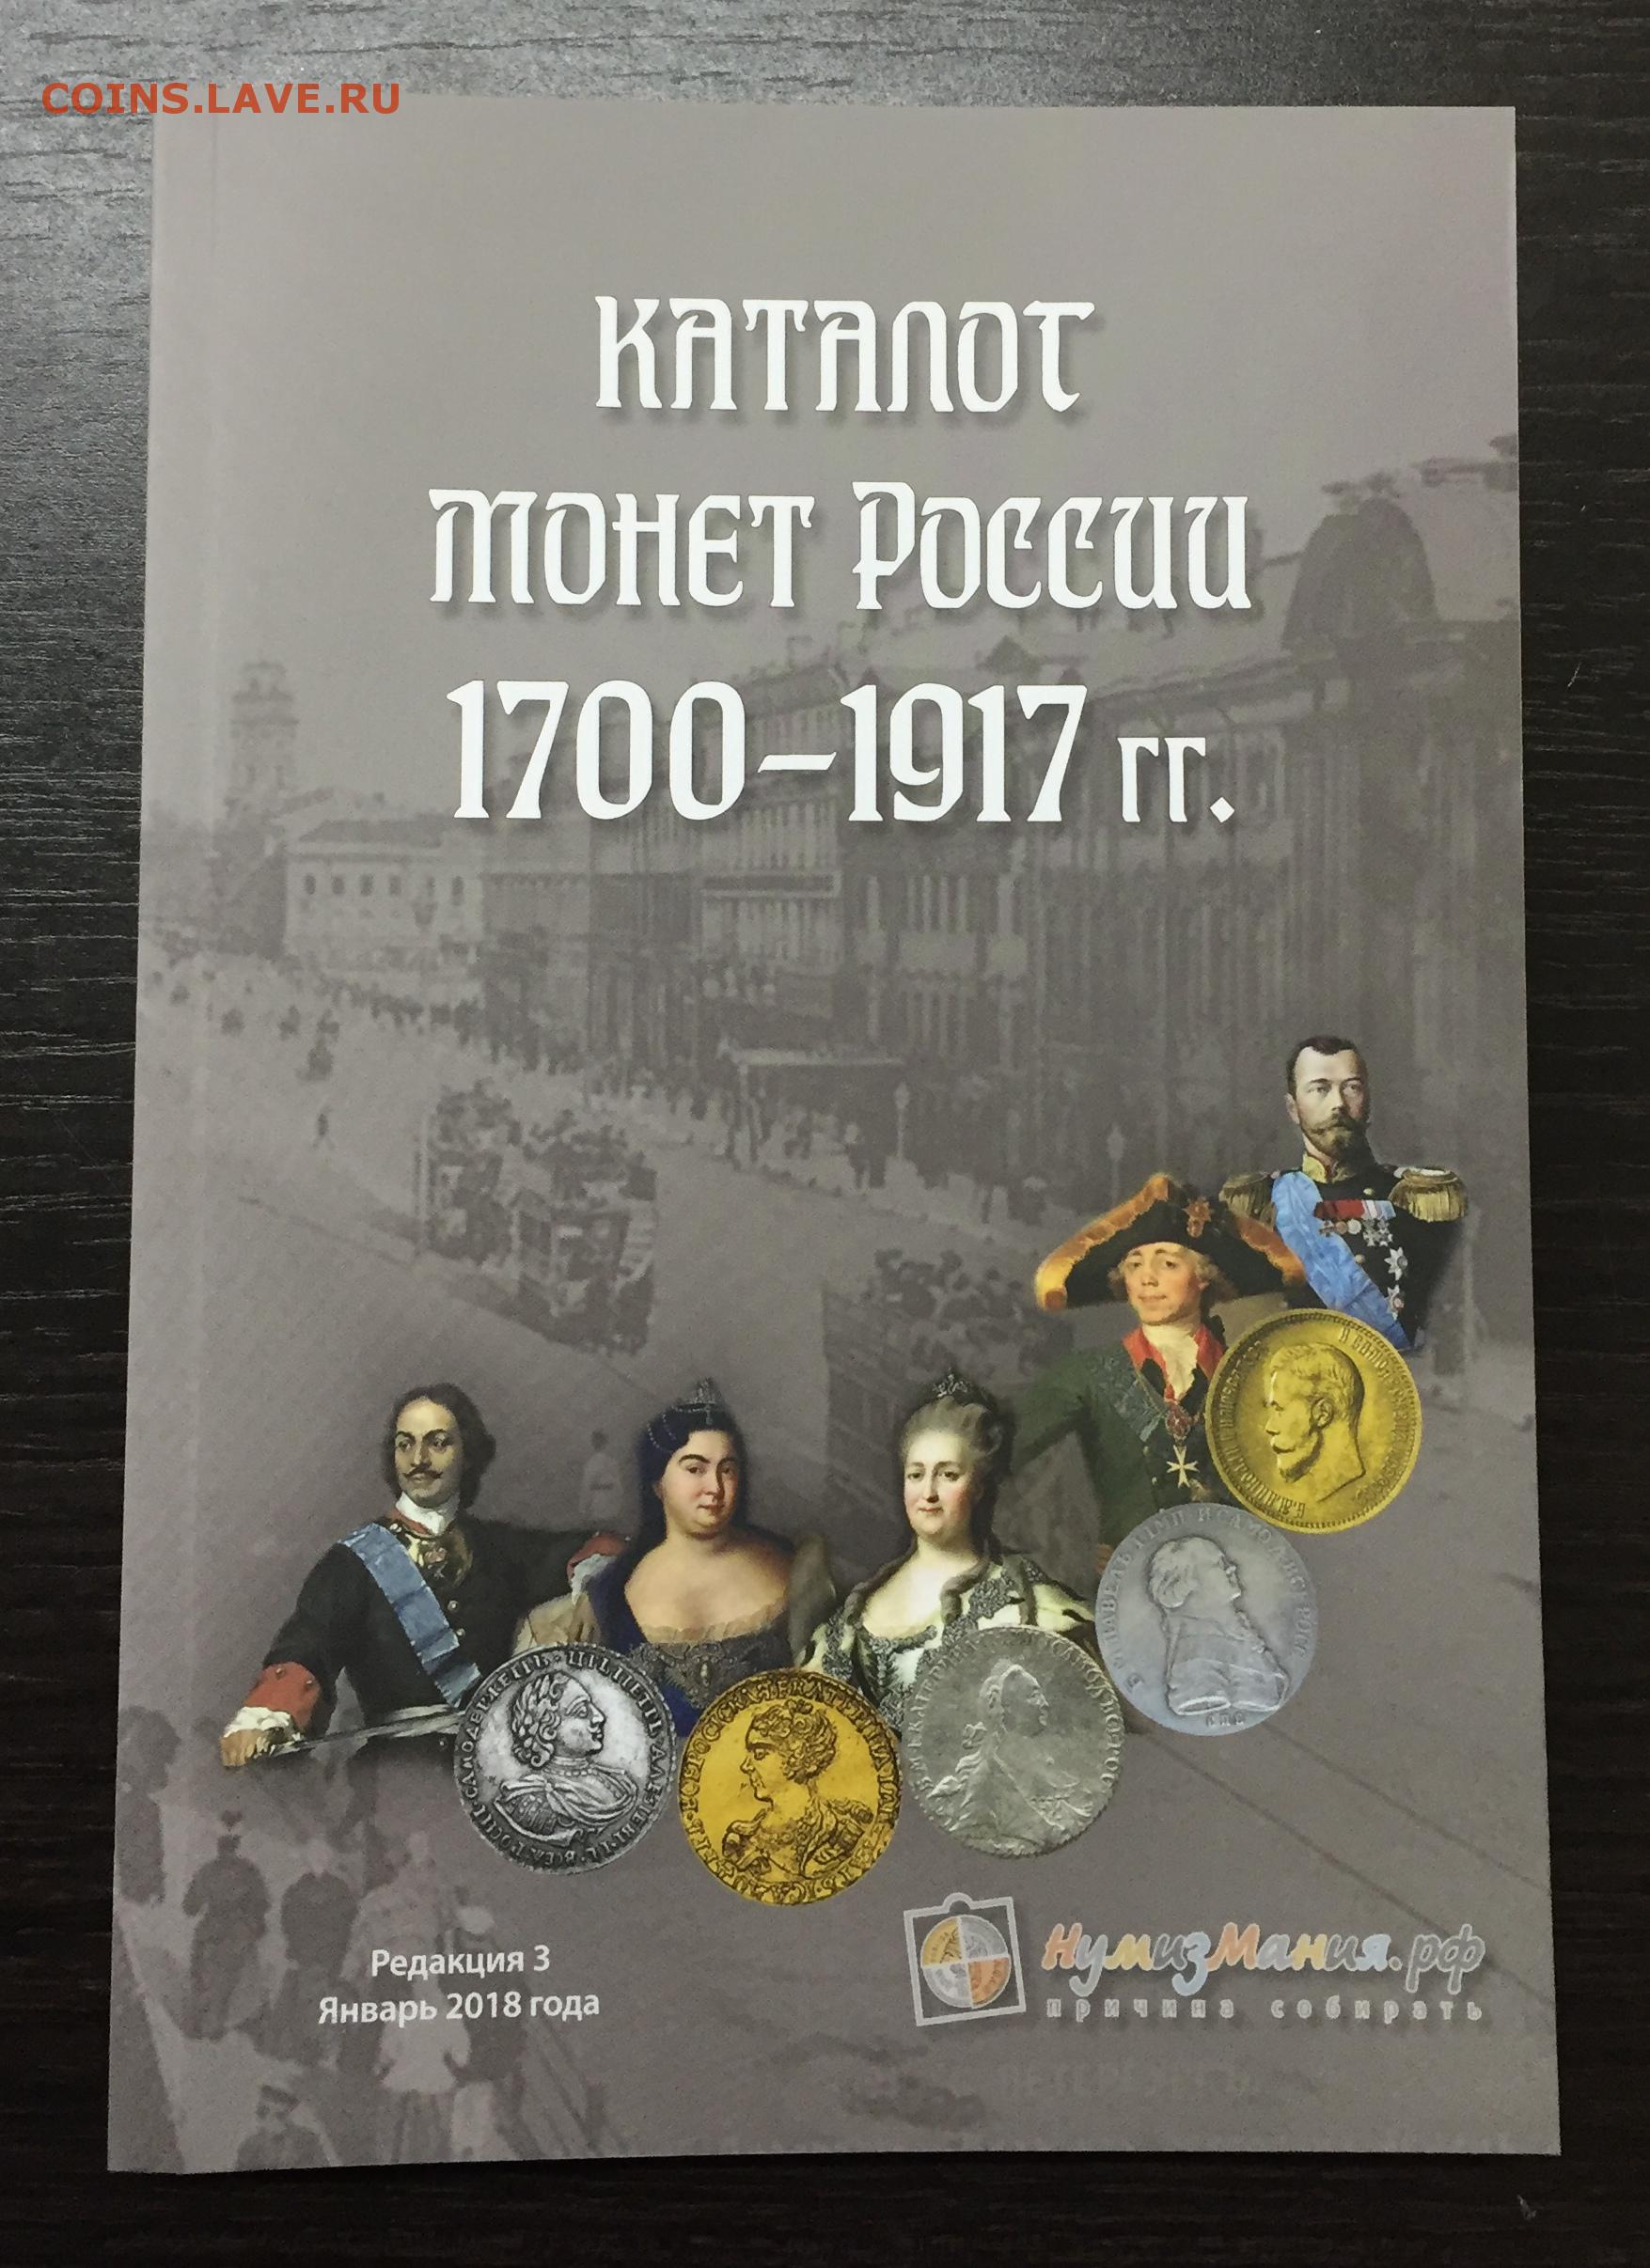 COINS.LAVE.RU
КАТАЛОГ
МОНЕТ РОССИИ
1700–1917 гг.
Редакция 3
Январь 2018 года
НумизМания.рф
причина собирать